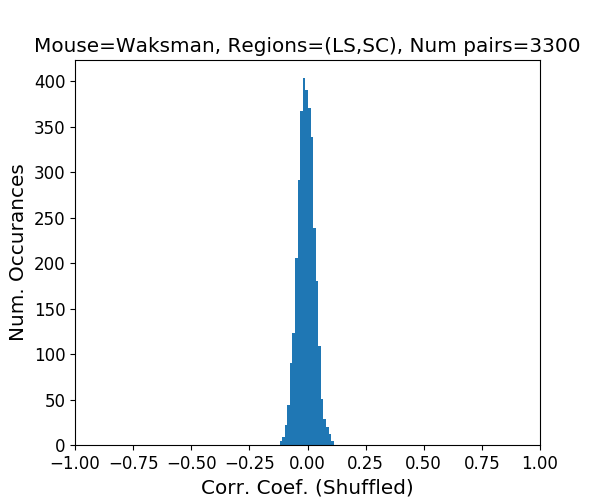 Mouse=Waksman, Regions=(LS,SC), Num pairs=3300
Num. Occurances
400
350
300
250
200
150
100
50
0
−1.00 −0.75 −0.50 −0.25 0.00 0.25 0.50 0.75 1.00
Corr. Coef. (Shuffled)